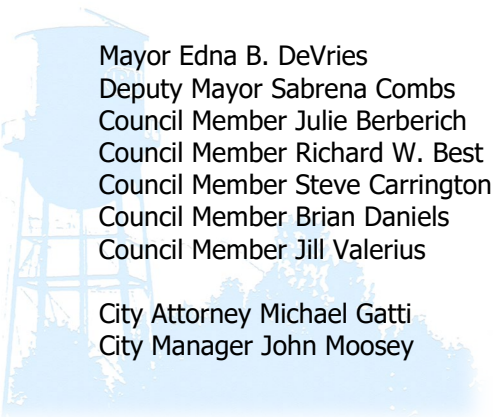 Mayor Edna B. DeVries
Deputy Mayor Sabrena Combs
Council Member Julie Berberich
Council Member Richard W. Best
Council Member Steve Carrington
Council Member Brian Daniels
Council Member Jill Valerius
City Attorney Michael Gatti
City Manager John Moosey